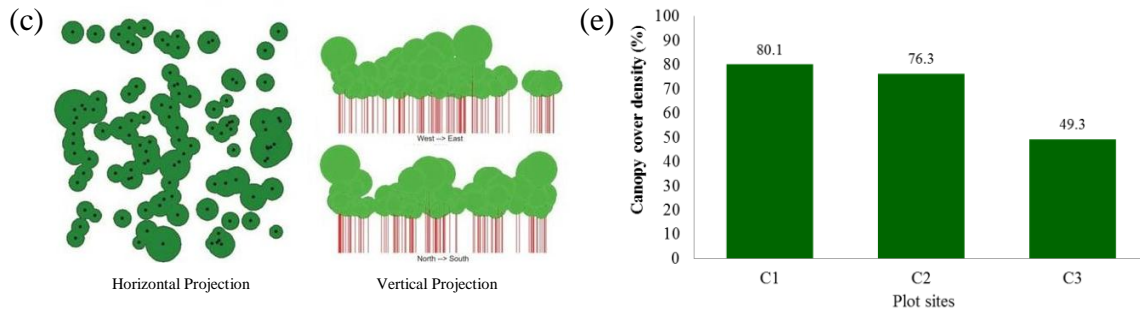 (c)
West --> East
North --> South
Horizontal Projection
Vertical Projection
(e)
Canopy cover density (%)
100
90
80
70
60
50
40
30
20
10
0
80.1
76.3
49.3
C1
C2
C3
Plot sites